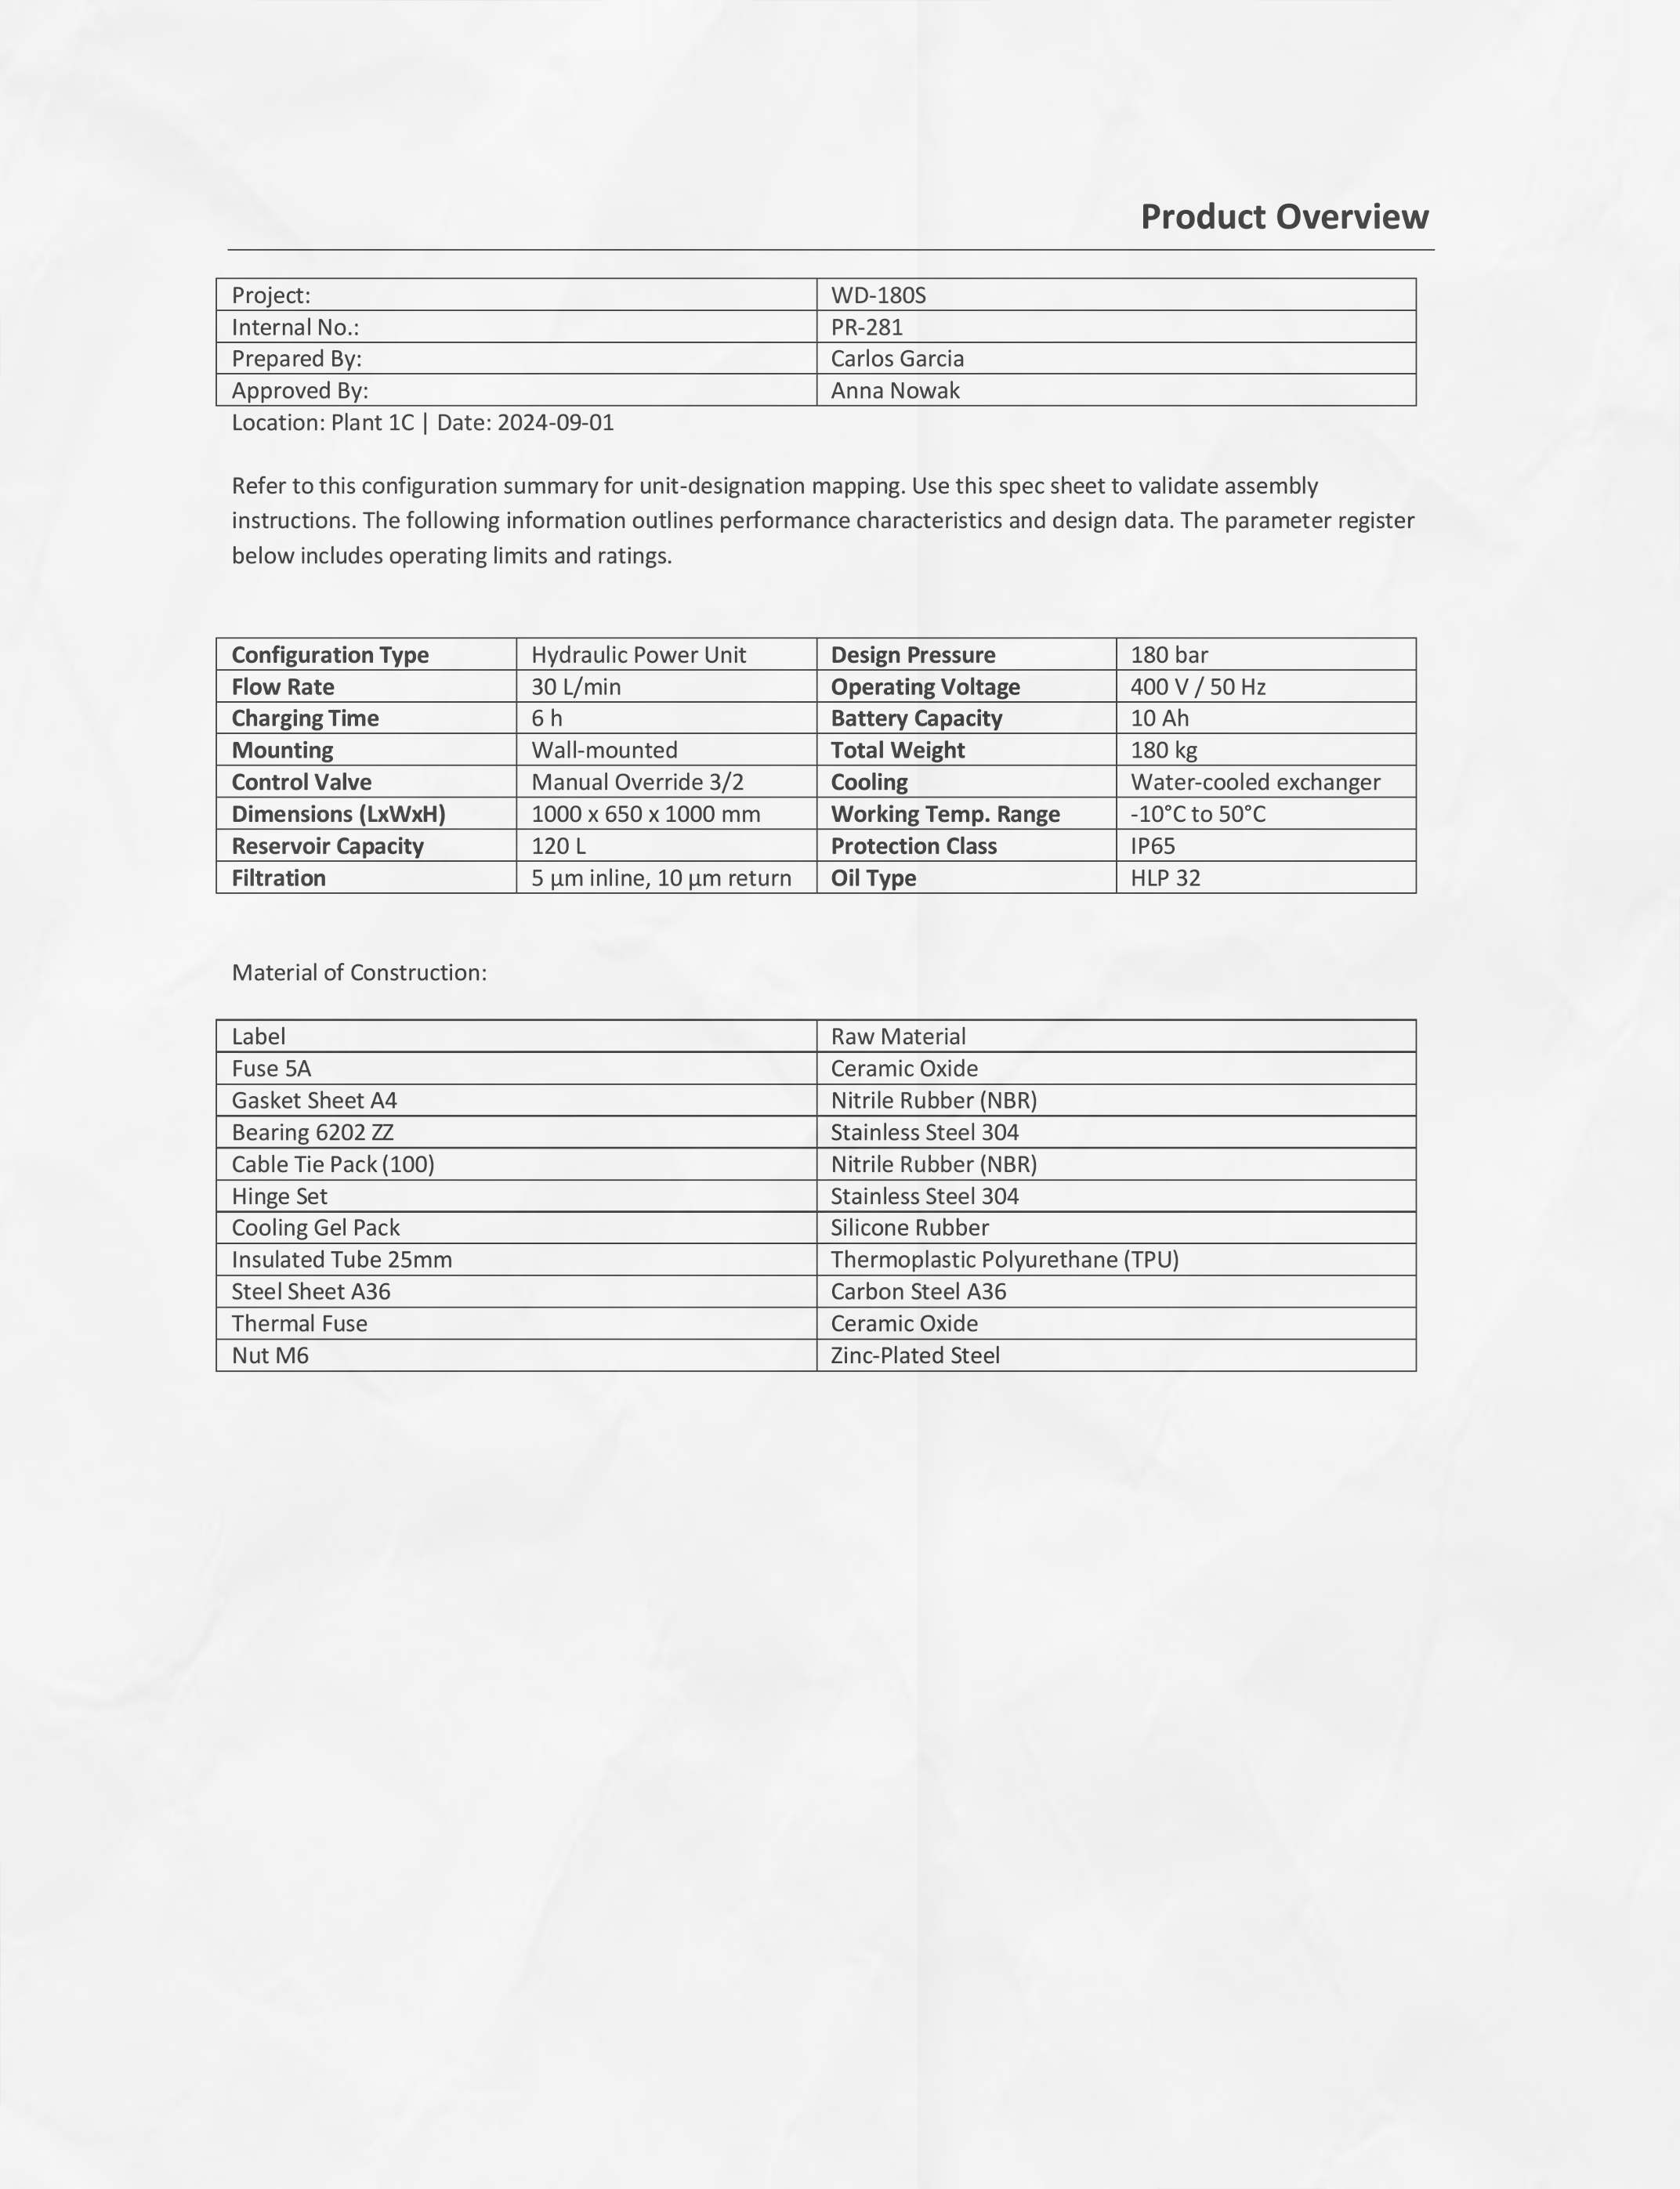 Product Overview
Project: WD-180S
Internal No.: PR-281
Prepared By: Carlos Garcia
Approved By: Anna Nowak
Location: Plant 1C | Date: 2024-09-01
Refer to this configuration summary for unit-designation mapping. Use this spec sheet to validate assembly
instructions. The following information outlines performance characteristics and design data. The parameter register
below includes operating limits and ratings.
Configuration Type Hydraulic Power Unit Design Pressure 180 bar
Flow Rate 30 L/min Operating Voltage 400 V / 50 Hz
Charging Time 6 h Battery Capacity 10 Ah
Mounting Wall-mounted Total Weight 180 kg
Control Valve Manual Override 3/2 Cooling Water-cooled exchanger
Dimensions (LxWxH) 1000 x 650 x 1000 mm Working Temp. Range -10°C to 50°C
Reservoir Capacity 120 L Protection Class IP65
Filtration 5 µm inline, 10 µm return Oil Type HLP 32
Material of Construction:
Label Raw Material
Fuse 5A Ceramic Oxide
Gasket Sheet A4 Nitrile Rubber (NBR)
Bearing 6202 ZZ Stainless Steel 304
Cable Tie Pack (100) Nitrile Rubber (NBR)
Hinge Set Stainless Steel 304
Cooling Gel Pack Silicone Rubber
Insulated Tube 25mm Thermoplastic Polyurethane (TPU)
Steel Sheet A36 Carbon Steel A36
Thermal Fuse Ceramic Oxide
Nut M6 Zinc-Plated Steel